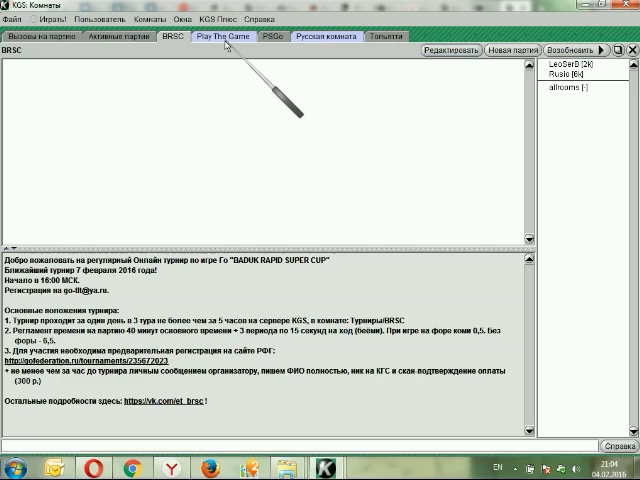 KGS: Комнаты
Файл Играть! Пользователь Комнаты Окна KGS Плюс Справка
Вызовы на партию Активные партии BRSC Play The Game PSGo Русская комната Тольятти
BRSC Редактировать Новая партия Возобновить
LeoSerB [2k]
Rusio [6k]
allrooms [-]
Добро пожаловать на регулярный Онлайн турнир по игре Го "BADUK RAPID SUPER CUP"
Ближайший турнир 7 февраля 2016 года!
Начало в 16:00 МСК.
Регистрация на go-tlt@ya.ru.
Основные положения турнира:
1. Турнир проходит за один день в 3 тура не более чем за 5 часов на сервере KGS, в комнате: Турниры/BRSC
2. Регламент времени на партию 40 минут основного времени + 3 периода по 15 секунд на ход (беёми). При игре на форе коми 0,5. Без
форы - 6,5.
3. Для участия необходима предварительная регистрация на сайте РФГ:
http://gofederation.ru/tournaments/235672023
+ не менее чем за час до турнира личным сообщением организатору, пишем ФИО полностью, ник на КГС и скан-подтверждение оплаты
(300 р.)
Остальные подробности здесь: https://vk.com/et_brsc !
Справка
EN 21:04
04.02.2016